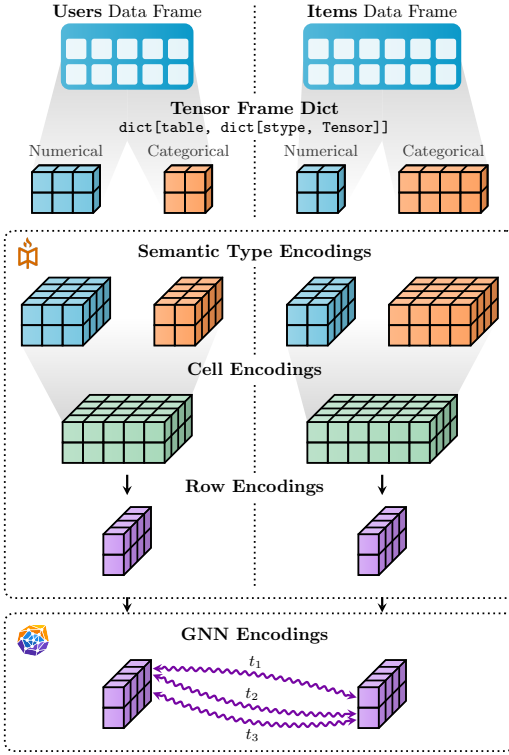 Users Data Frame
Items Data Frame
Tensor Frame Dict
dict[table, dict[stype, Tensor]]
Numerical
Categorical
Numerical
Categorical
Semantic Type Encodings
Cell Encodings
Row Encodings
GNN Encodings
t1
t2
t3